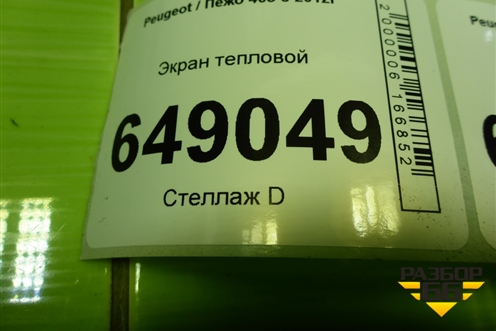 Peugeot / Пежо 408 с 2012г
Экран тепловой
649049
Стеллаж D
2000006166852
РАЗБОР
66